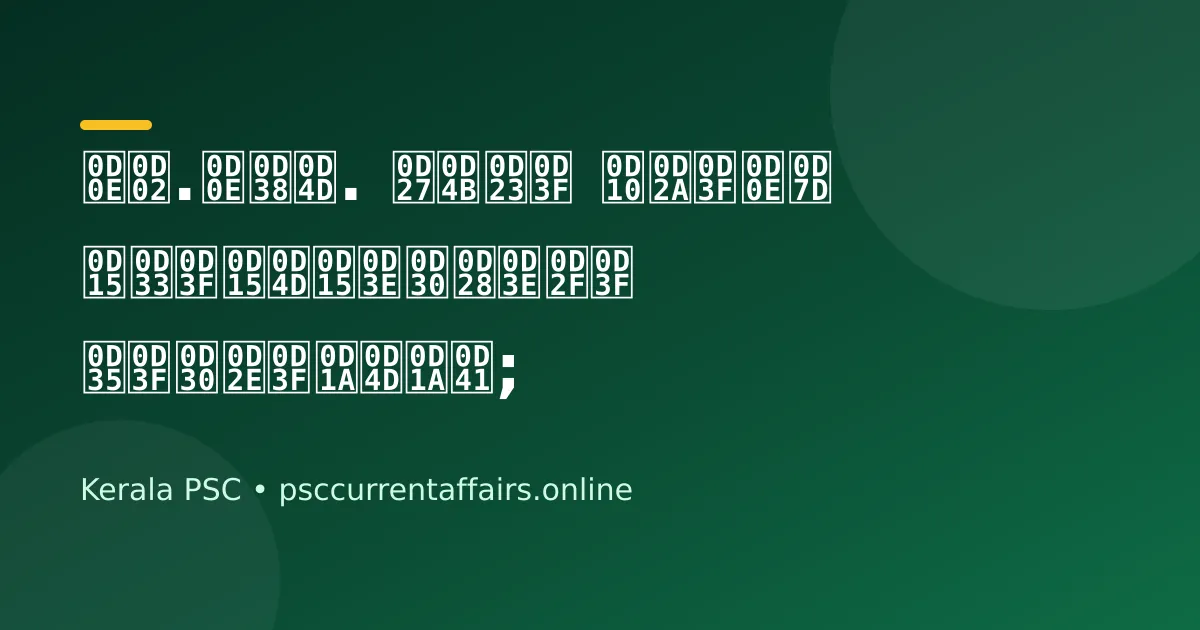 എം.എസ്. ധോണി ഐപിഎൽ
കളിക്കാരനായി
വിരമിച്ചു;
Kerala PSC • psccurrentaffairs.online